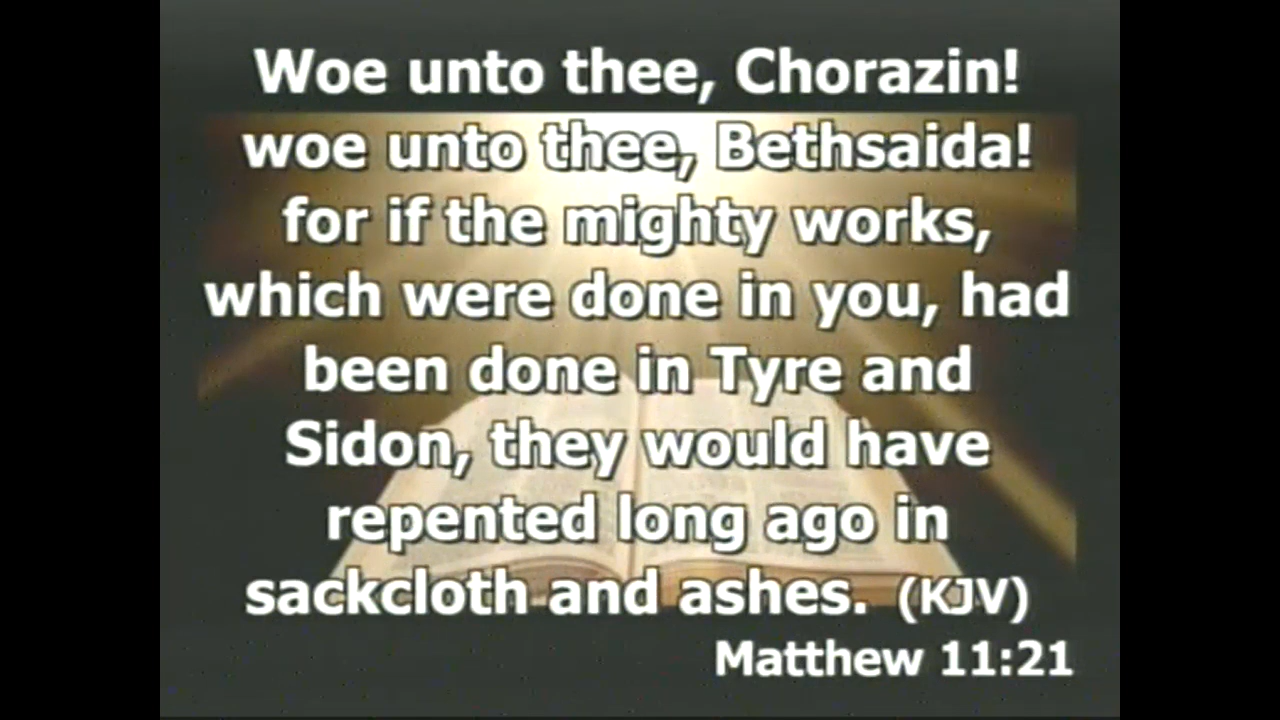 Woe unto thee, Chorazin!
woe unto thee, Bethsaida!
for if the mighty works,
which were done in you, had
been done in Tyre and
Sidon, they would have
repented long ago in
sackcloth and ashes. (KJV)
Matthew 11:21